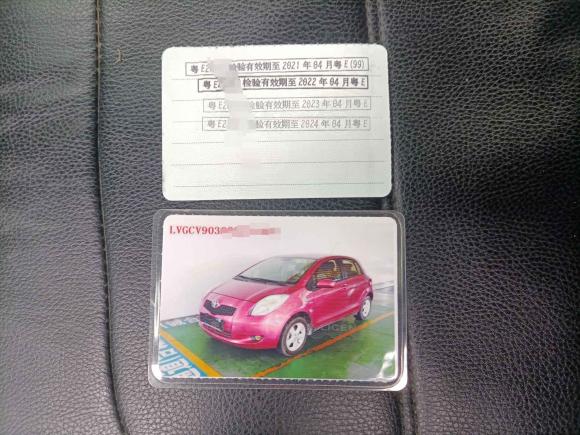 粤 E2 检验有效期至 2021 年 04 月粤 E (99)
粤 E 检验有效期至 2022 年 04 月粤 E
粤 E2 检验有效期至 2023 年 04 月粤 E
粤 E2 检验有效期至 2024 年 04 月粤 E
LVGCV903